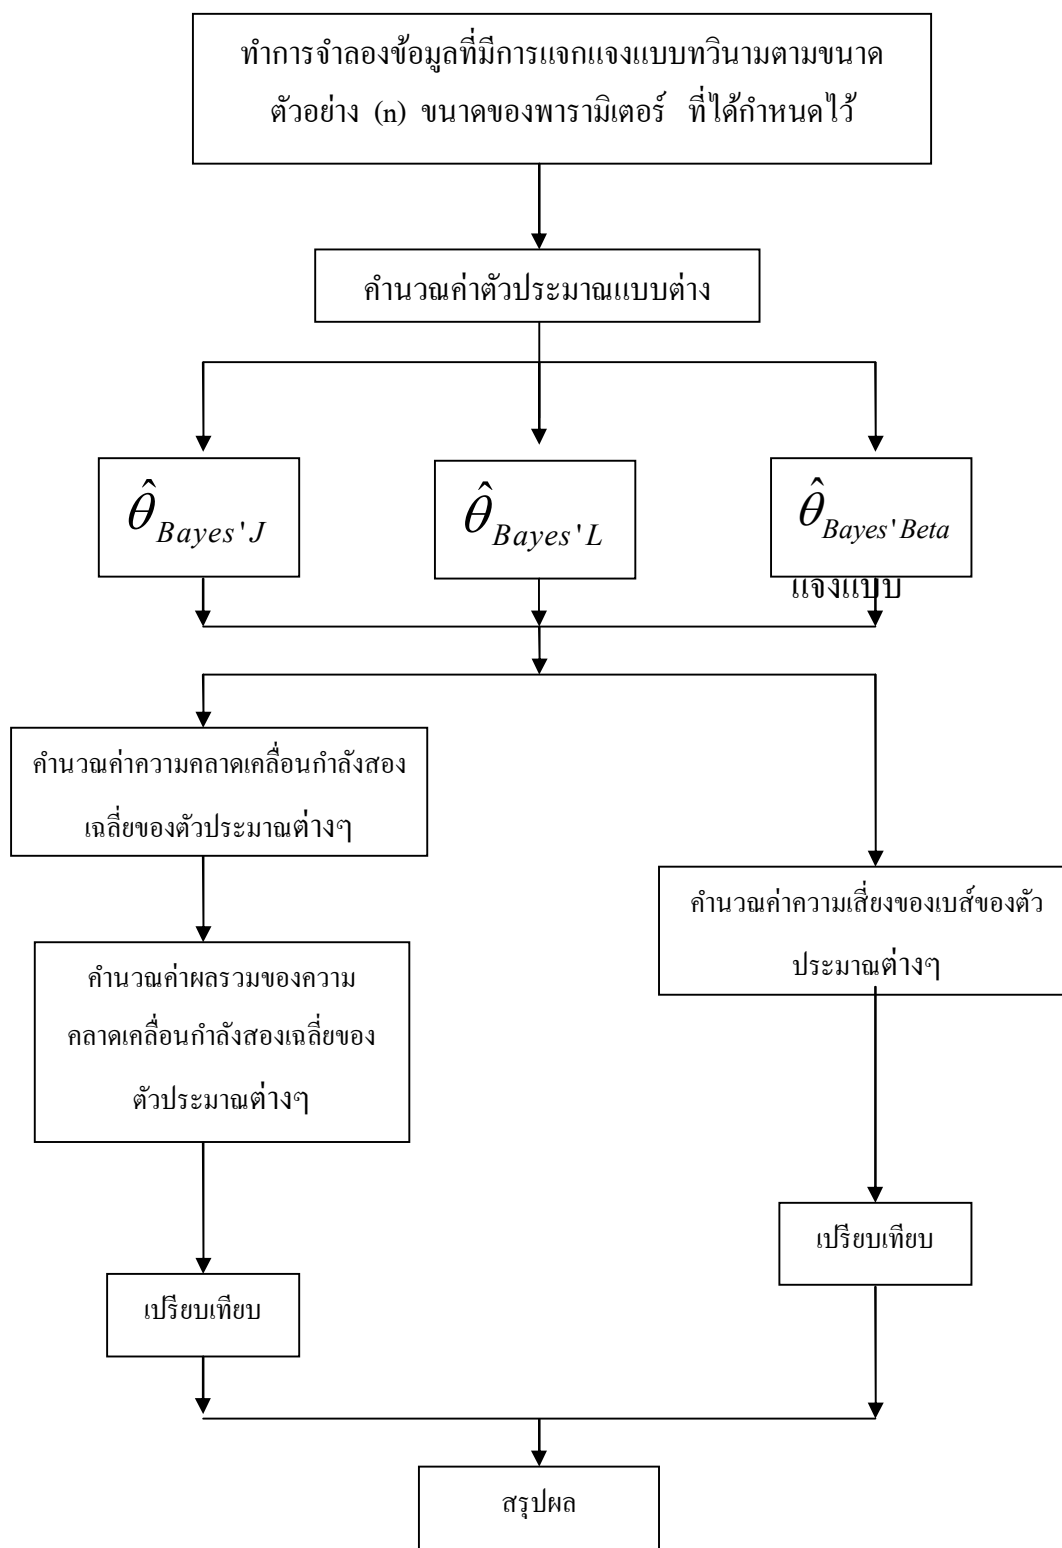 ทำการจำลองข้อมูลที่มีการแจกแจงแบบทวินามตามขนาด
ตัวอย่าง (n) ขนาดของพารามิเตอร์ ที่ได้กำหนดไว้
คำนวณค่าตัวประมาณแบบต่าง
θ̂ Bayes'J
θ̂ Bayes'L
θ̂ Bayes'Beta
แจงแบบ
คำนวณค่าความคลาดเคลื่อนกำลังสอง
เฉลี่ยของตัวประมาณต่างๆ
คำนวณค่าความเสี่ยงของเบส์ของตัว
ประมาณต่างๆ
คำนวณค่าผลรวมของความ
คลาดเคลื่อนกำลังสองเฉลี่ยของ
ตัวประมาณต่างๆ
เปรียบเทียบ
เปรียบเทียบ
สรุปผล